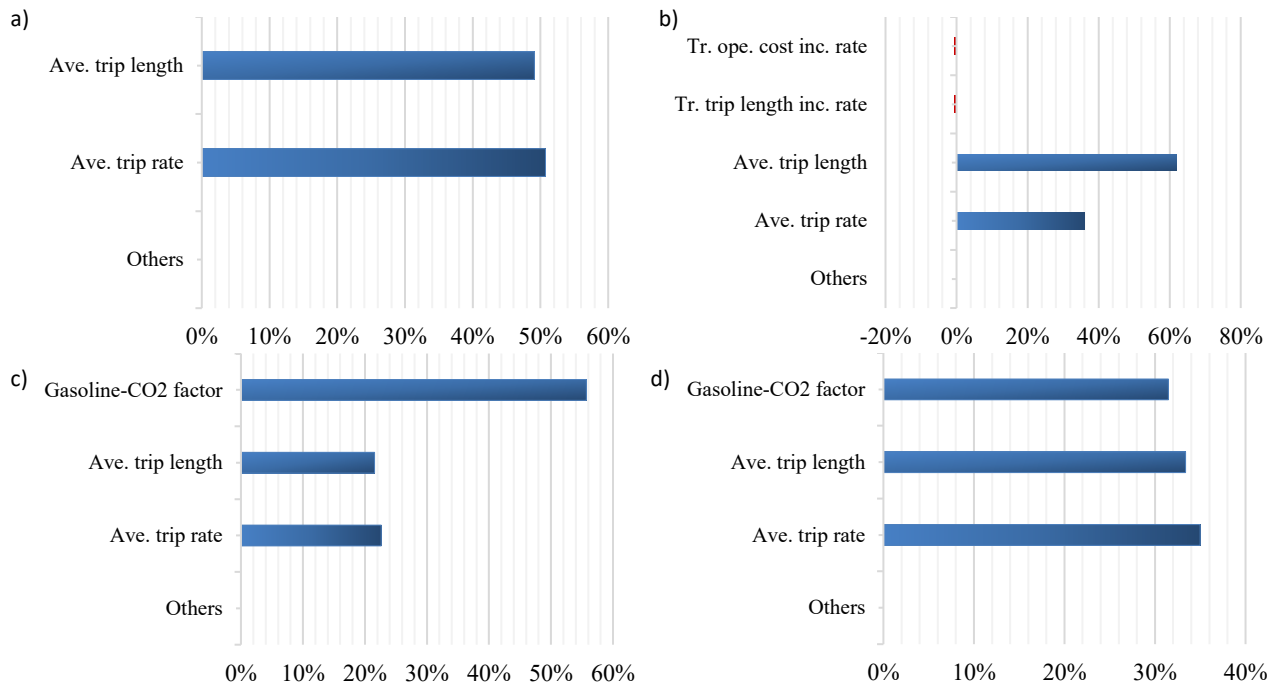 a)
Ave. trip length
Ave. trip rate
Others
0% 10% 20% 30% 40% 50% 60%
b)
Tr. ope. cost inc. rate
Tr. trip length inc. rate
Ave. trip length
Ave. trip rate
Others
-20% 0% 20% 40% 60% 80%
c)
Gasoline-CO2 factor
Ave. trip length
Ave. trip rate
Others
0% 10% 20% 30% 40% 50% 60%
d)
Gasoline-CO2 factor
Ave. trip length
Ave. trip rate
Others
0% 10% 20% 30% 40%